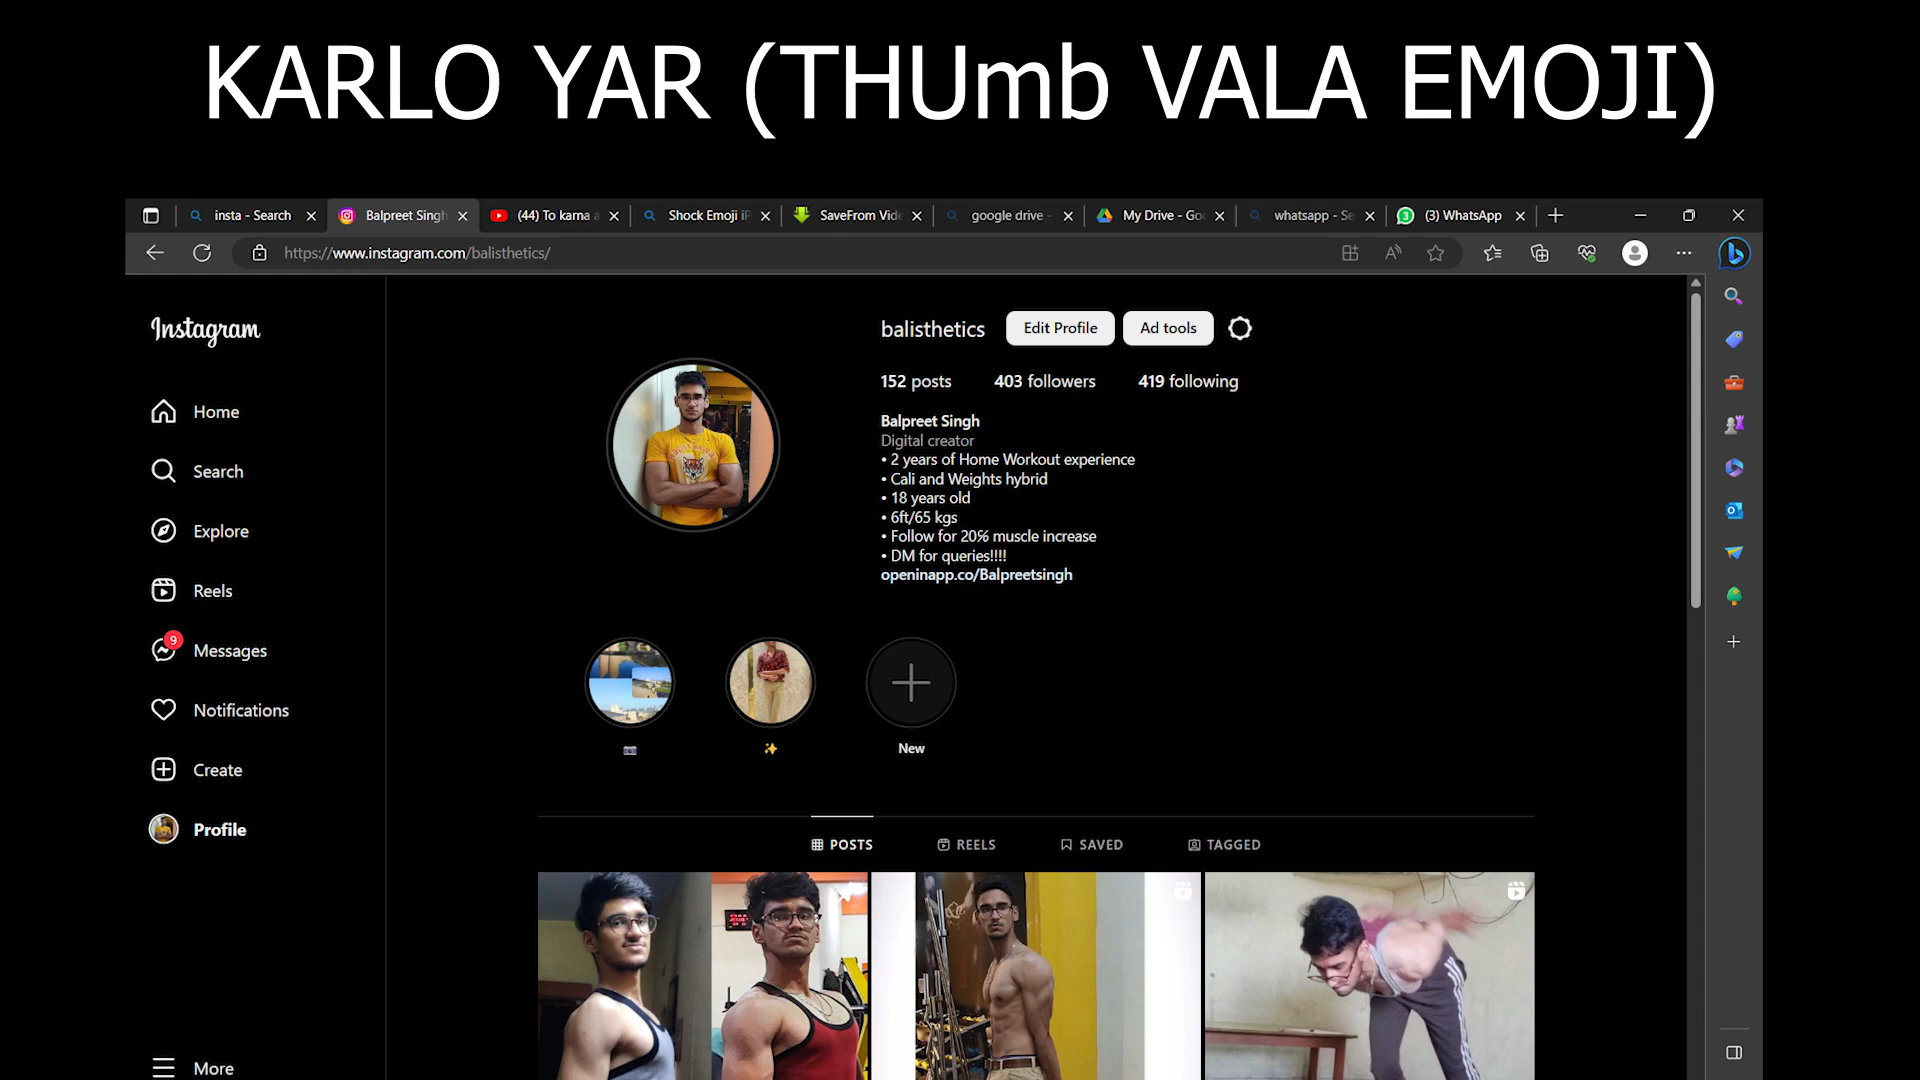 KARLO YAR (THUmb VALA EMOJI)
insta - Search
Balpreet Singh
(44) To karna a
Shock Emoji iP
SaveFrom Vid
google drive -
My Drive - Go
whatsapp - Se
(3) WhatsApp
https://www.instagram.com/balisthetics/
Instagram
balisthetics Edit Profile Ad tools
152 posts 403 followers 419 following
Balpreet Singh
Digital creator
• 2 years of Home Workout experience
• Cali and Weights hybrid
• 18 years old
• 6ft/65 kgs
• Follow for 20% muscle increase
• DM for queries!!!!
openinapp.co/Balpreetsingh
Home
Search
Explore
Reels
9
Messages
Notifications
Create
Profile
More
New
POSTS REELS SAVED TAGGED